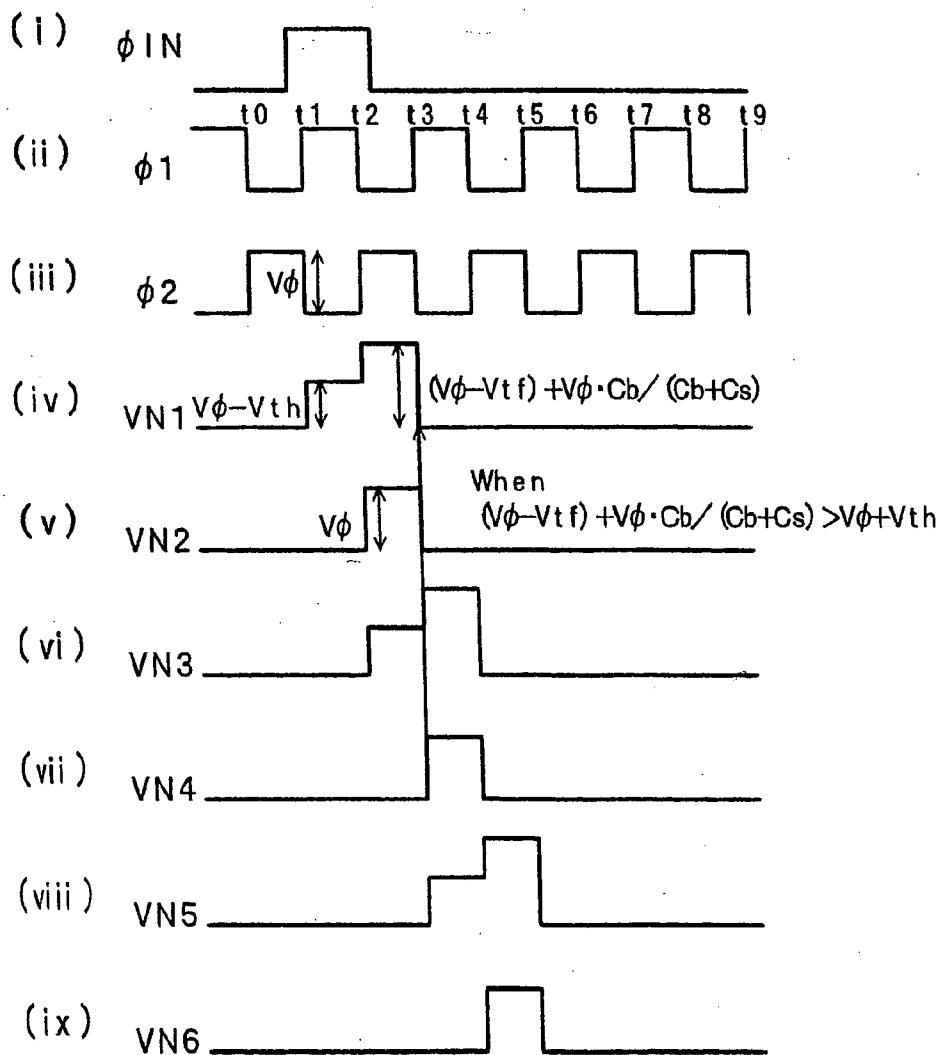 (i) φIN
t0 t1 t2 t3 t4 t5 t6 t7 t8 t9
(ii) φ1
(iii) φ2 Vφ
(iv) VN1 Vφ-Vth (Vφ-Vtf)+Vφ·Cb/(Cb+Cs)
(v) VN2 Vφ When
(Vφ-Vtf)+Vφ·Cb/(Cb+Cs)>Vφ+Vth
(vi) VN3
(vii) VN4
(viii) VN5
(ix) VN6